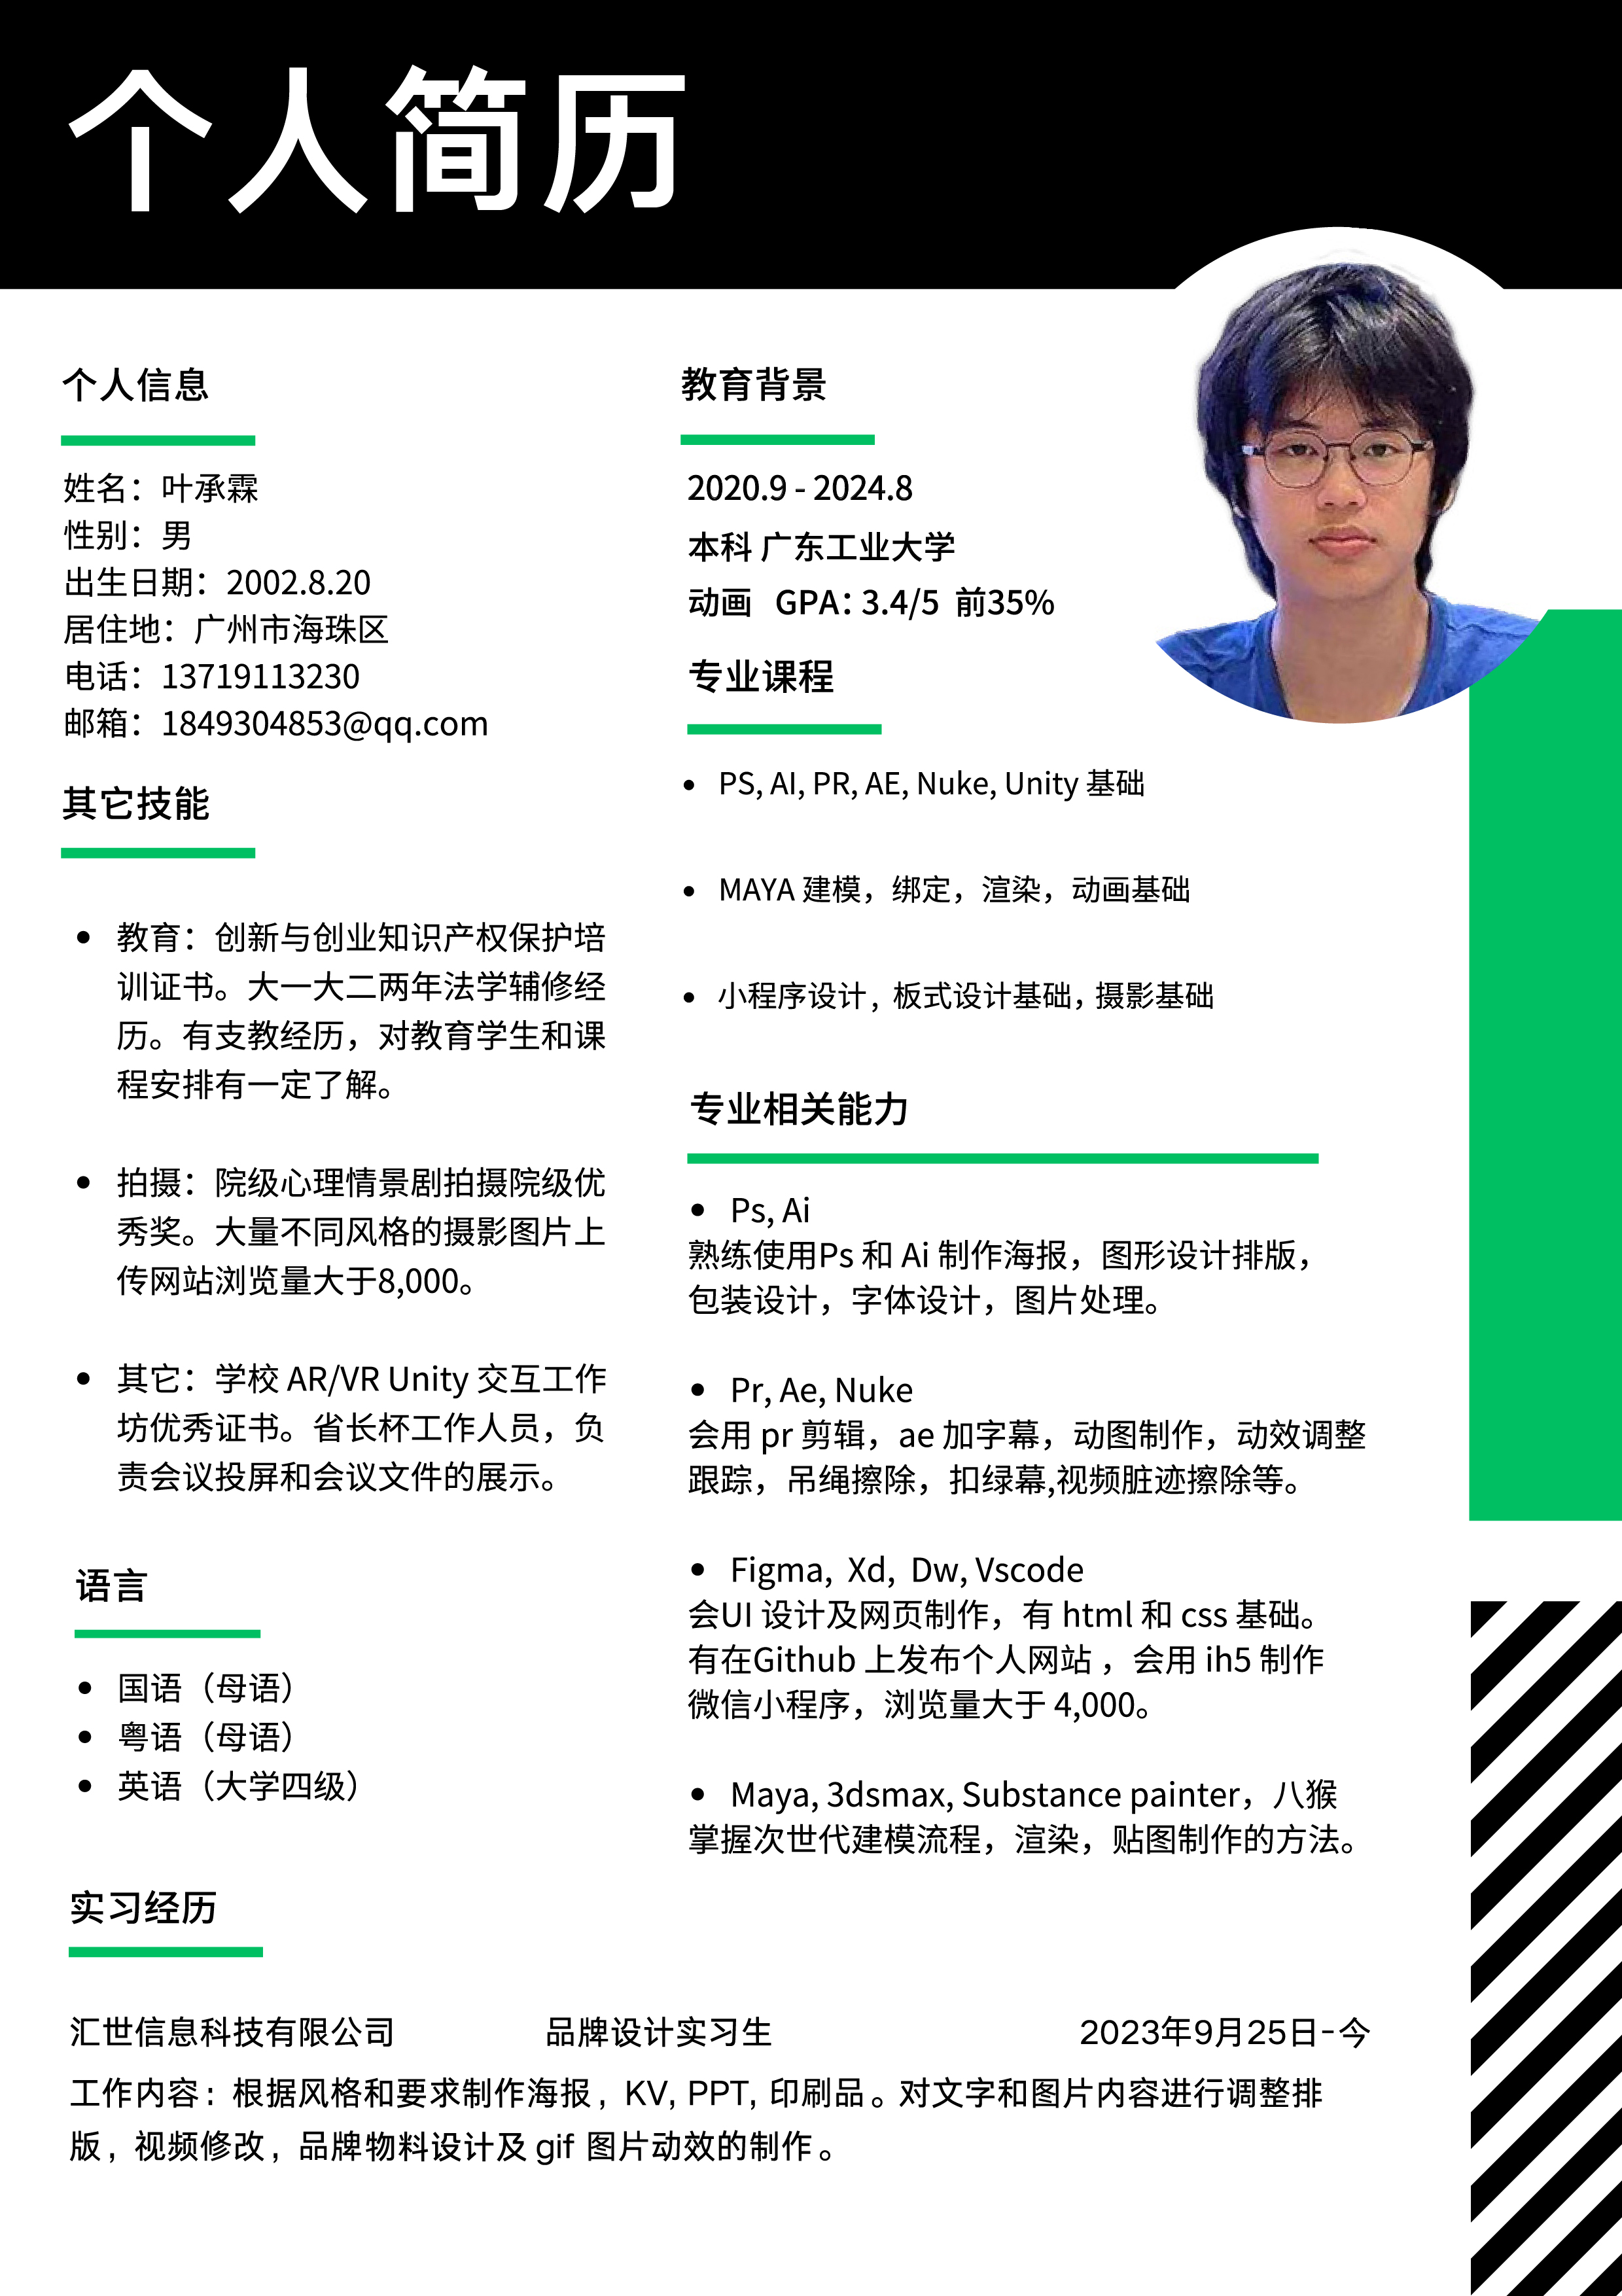 个人简历
个人信息
姓名：叶承霖
性别：男
出生日期：2002.8.20
居住地：广州市海珠区
电话：13719113230
邮箱：1849304853@qq.com
其它技能
教育：创新与创业知识产权保护培
训证书。大一大二两年法学辅修经
历。有支教经历，对教育学生和课
程安排有一定了解。
拍摄：院级心理情景剧拍摄院级优
秀奖。大量不同风格的摄影图片上
传网站浏览量大于8,000。
其它：学校 AR/VR Unity 交互工作
坊优秀证书。省长杯工作人员，负
责会议投屏和会议文件的展示。
语言
国语（母语）
粤语（母语）
英语（大学四级）
教育背景
2020.9 - 2024.8
本科 广东工业大学
动画 GPA：3.4/5 前35%
专业课程
PS, AI, PR, AE, Nuke, Unity 基础
MAYA 建模，绑定，渲染，动画基础
小程序设计，板式设计基础，摄影基础
专业相关能力
Ps, Ai
熟练使用Ps 和 Ai 制作海报，图形设计排版，
包装设计，字体设计，图片处理。
Pr, Ae, Nuke
会用 pr 剪辑，ae 加字幕，动图制作，动效调整
跟踪，吊绳擦除，扣绿幕,视频脏迹擦除等。
Figma, Xd, Dw, Vscode
会UI 设计及网页制作，有 html 和 css 基础。
有在Github 上发布个人网站 ，会用 ih5 制作
微信小程序，浏览量大于 4,000。
Maya, 3dsmax, Substance painter，八猴
掌握次世代建模流程，渲染，贴图制作的方法。
实习经历
汇世信息科技有限公司 品牌设计实习生 2023年9月25日-今
工作内容：根据风格和要求制作海报，KV, PPT, 印刷品。对文字和图片内容进行调整排
版，视频修改，品牌物料设计及 gif 图片动效的制作。